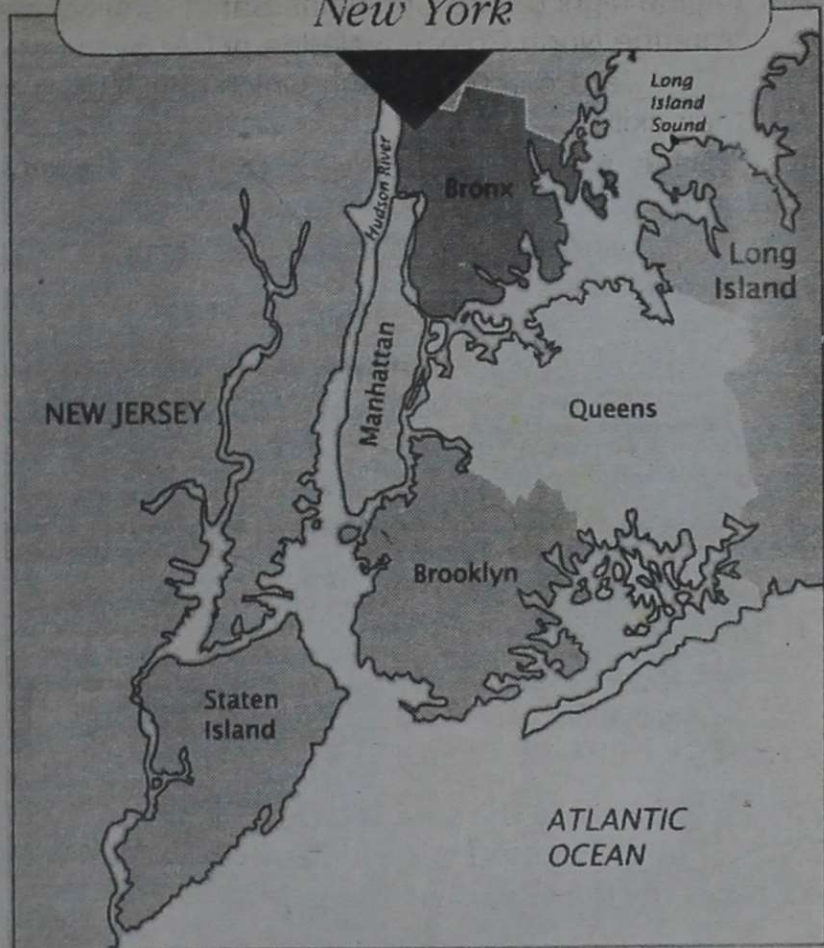 New York
Long
Island
Sound
Hudson River
Bronx
Long
Island
Manhattan
NEW JERSEY
Queens
Brooklyn
Staten
Island
ATLANTIC
OCEAN